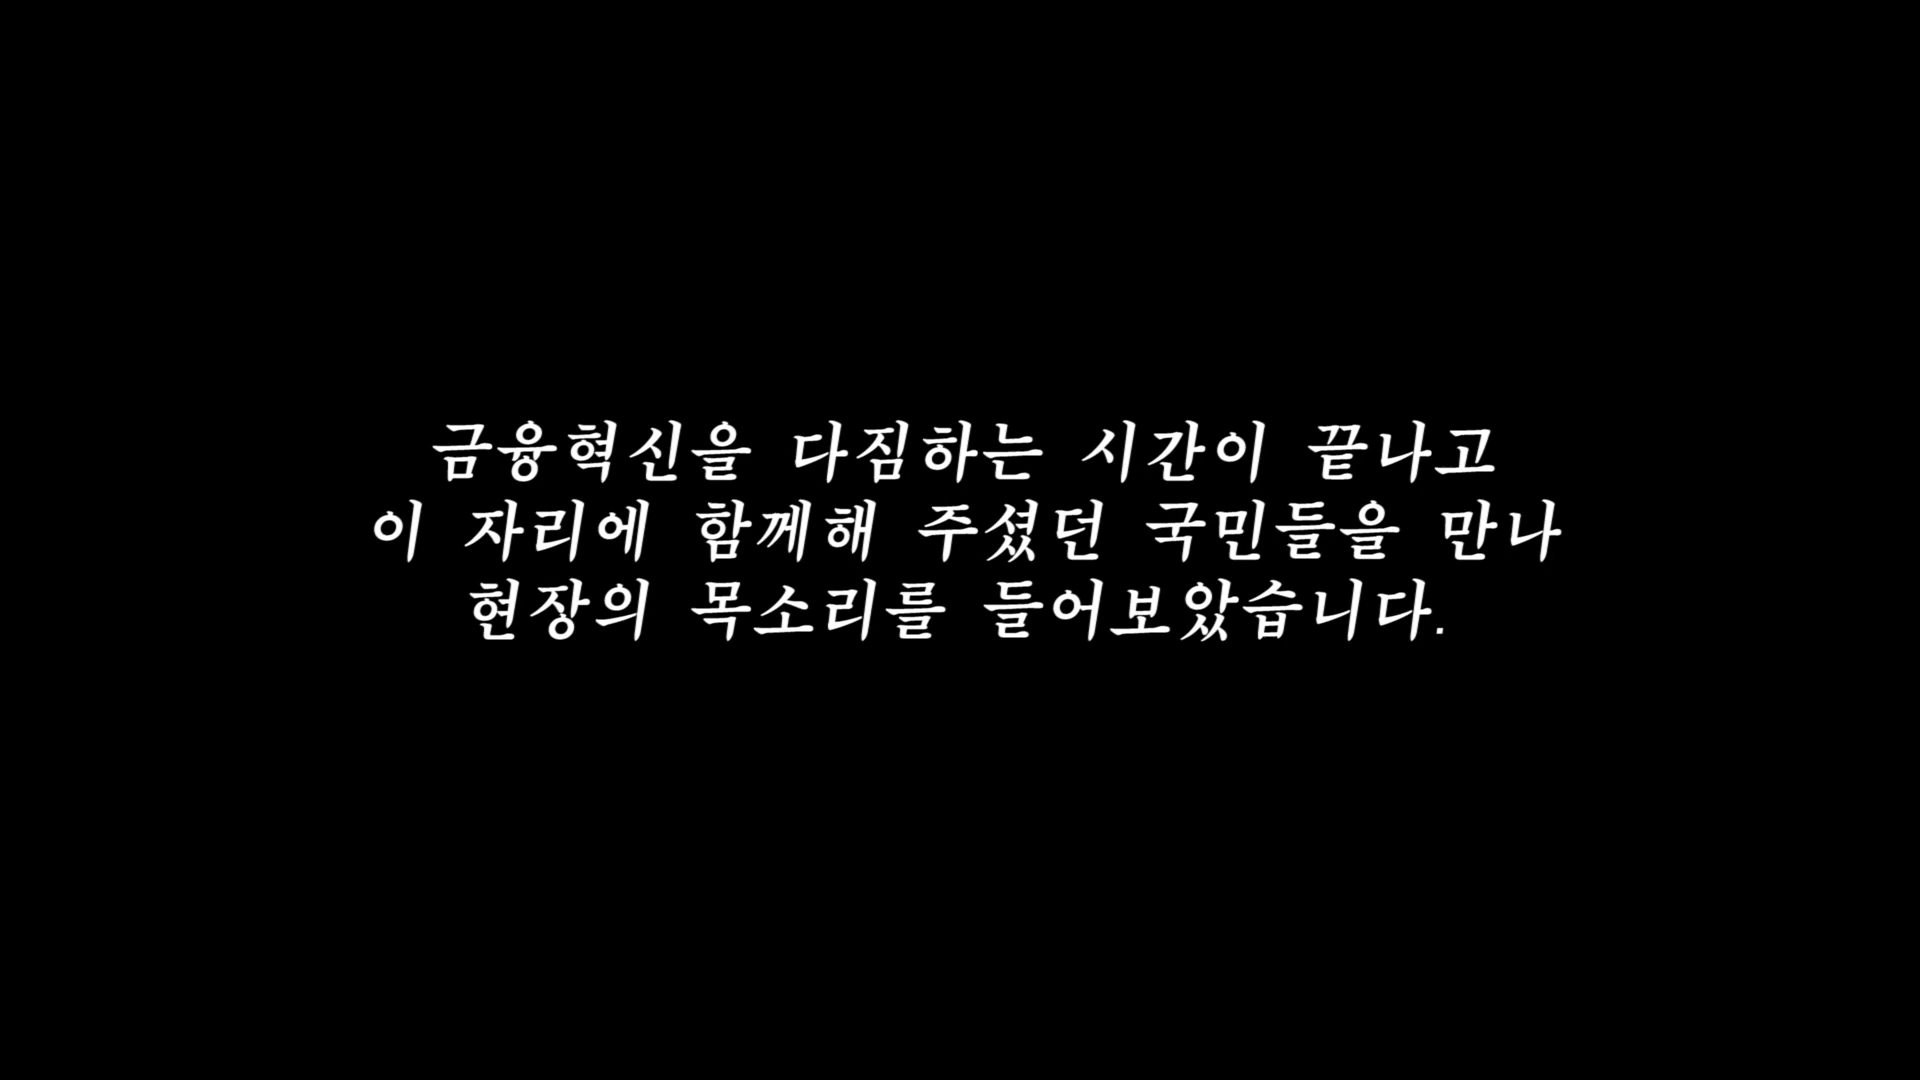 금융혁신을 다짐하는 시간이 끝나고
이 자리에 함께해 주셨던 국민들을 만나
현장의 목소리를 들어보았습니다.